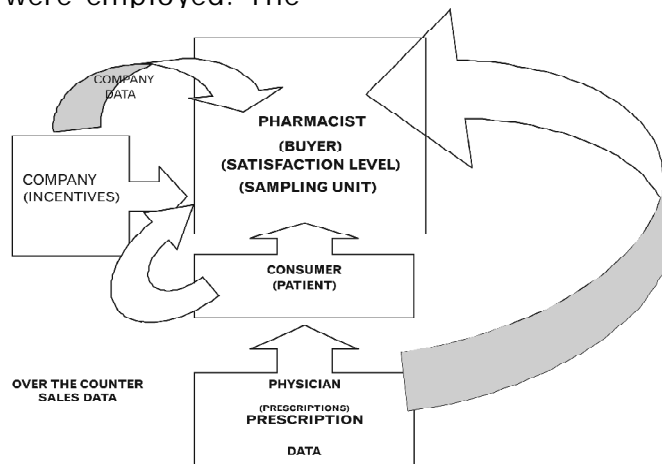 were employed. The
COMPANY
DATA
PHARMACIST
(BUYER)
(SATISFACTION LEVEL)
(SAMPLING UNIT)
COMPANY
(INCENTIVES)
CONSUMER
(PATIENT)
OVER THE COUNTER
SALES DATA
PHYSICIAN
(PRESCRIPTIONS)
PRESCRIPTION
DATA